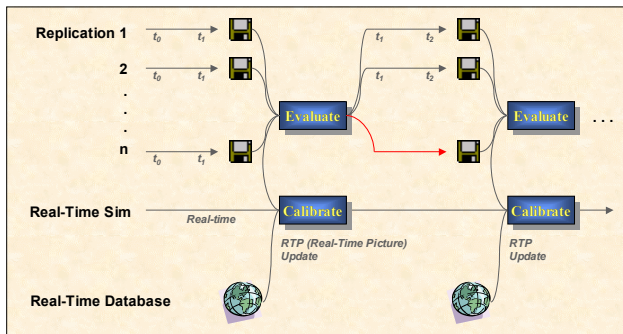 Replication 1
t0 t1
t1 t2
2
t0 t1
t1 t2
.
.
.
.
Evaluate
Evaluate
. . .
n
t0 t1
Real-Time Sim
Real-time
Calibrate
Calibrate
RTP (Real-Time Picture)
Update
RTP
Update
Real-Time Database